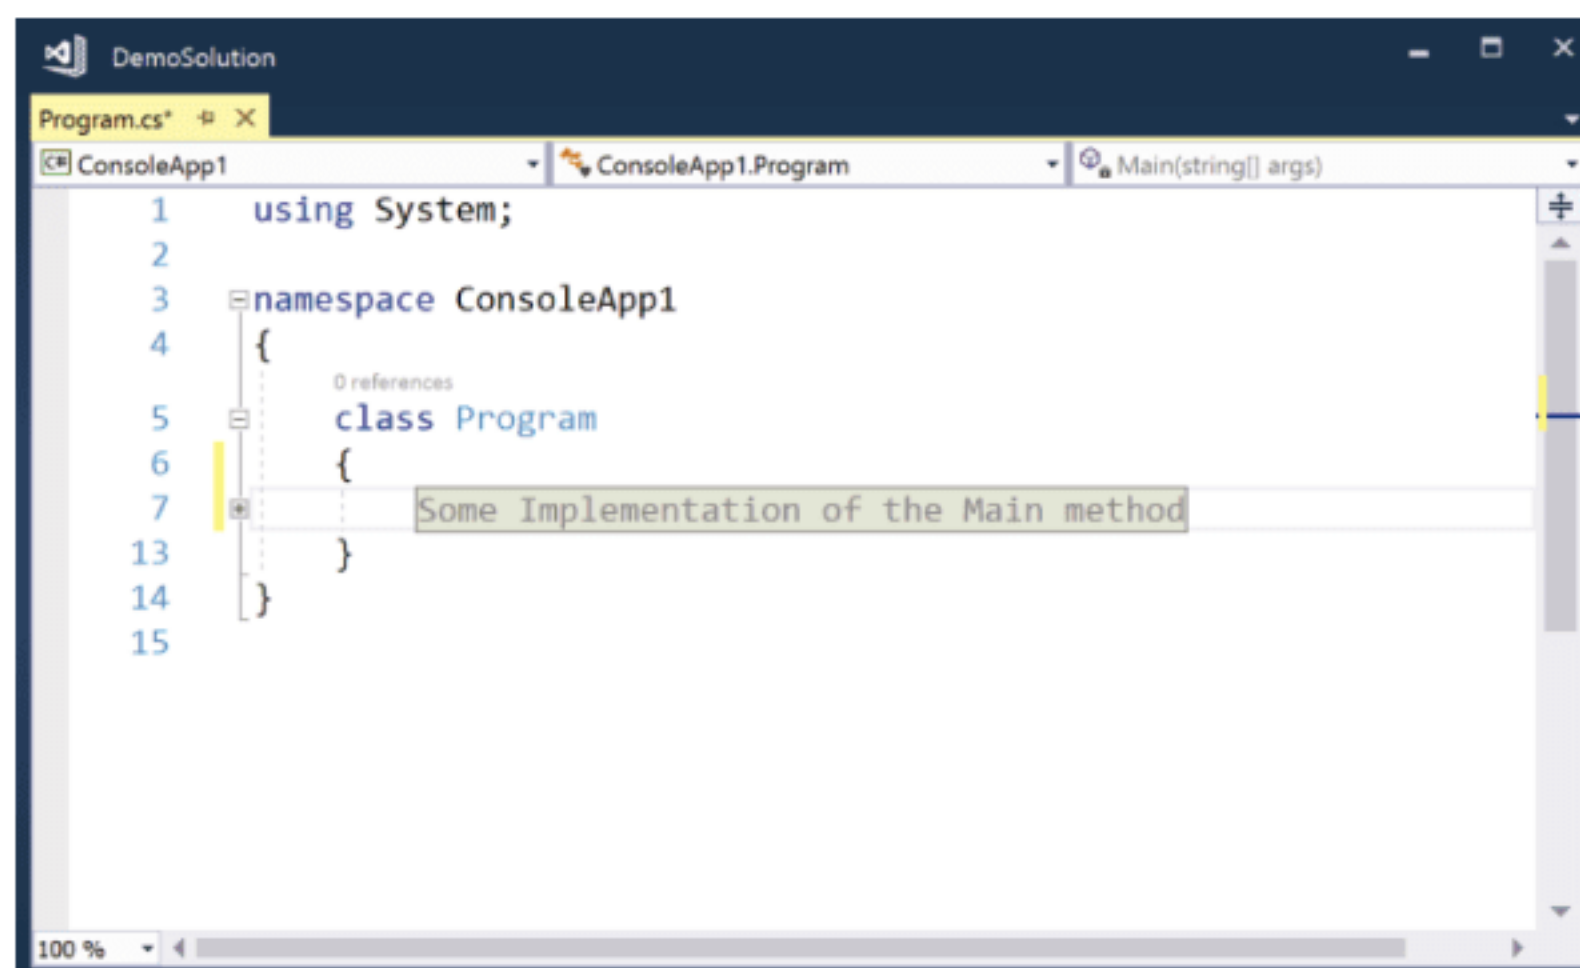 DemoSolution
Program.cs*
ConsoleApp1 ConsoleApp1.Program Main(string[] args)
1 using System;
2
3 namespace ConsoleApp1
4 {
0 references
5 class Program
6 {
7 Some Implementation of the Main method
13 }
14 }
15
100 %